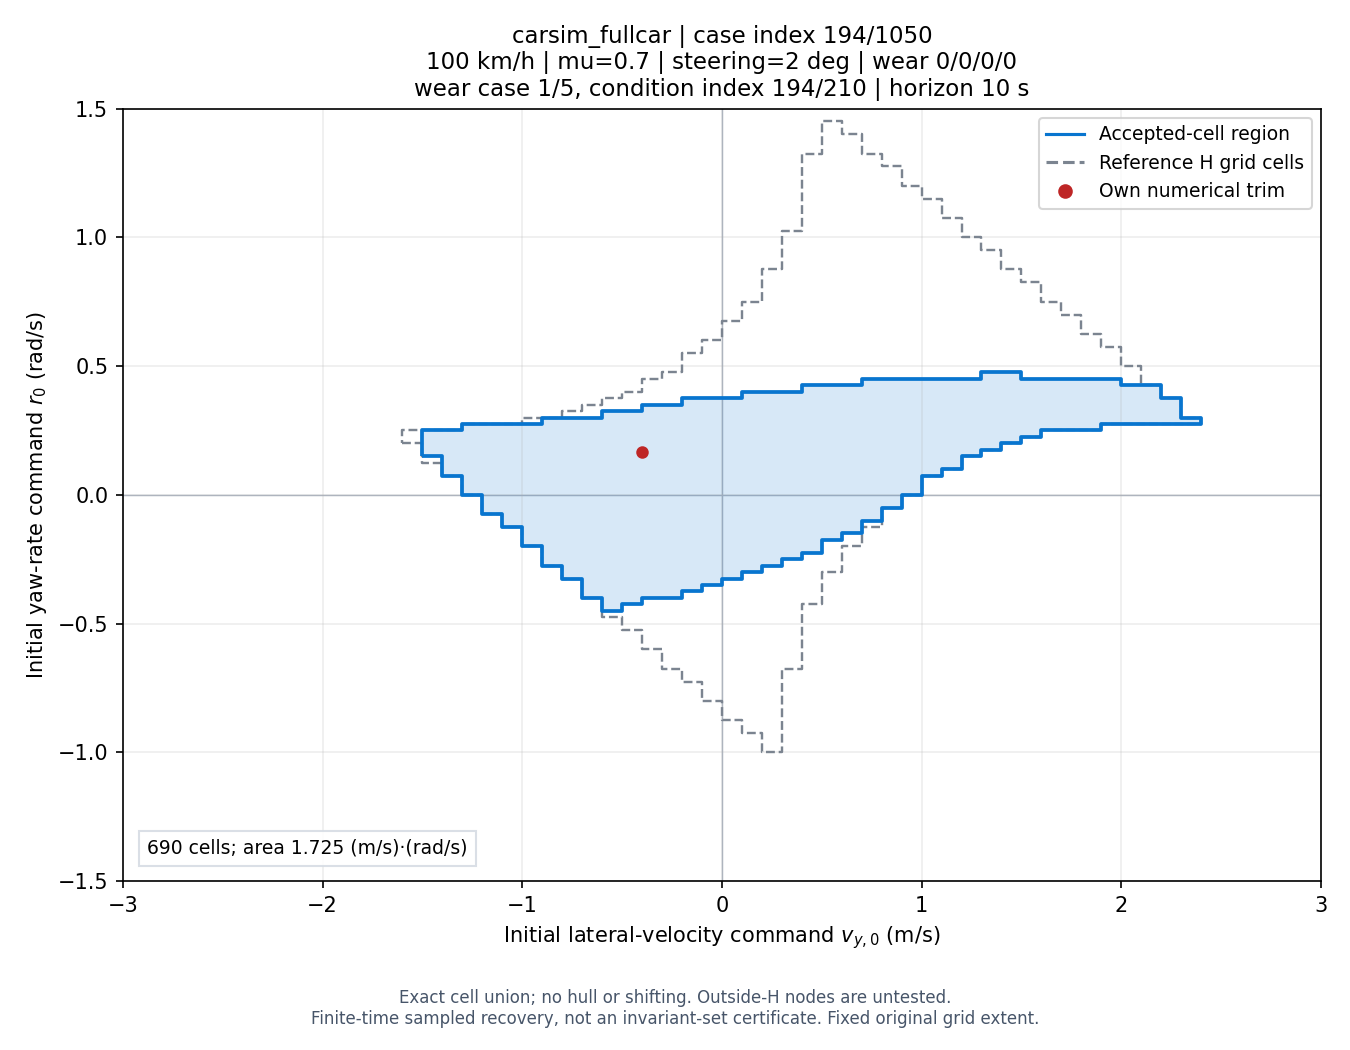 carsim_fullcar | case index 194/1050
100 km/h | mu=0.7 | steering=2 deg | wear 0/0/0/0
wear case 1/5, condition index 194/210 | horizon 10 s
Accepted-cell region
Reference H grid cells
Own numerical trim
Initial yaw-rate command r₀ (rad/s)
1.5
1.0
0.5
0.0
−0.5
−1.0
−1.5
690 cells; area 1.725 (m/s)·(rad/s)
−3 −2 −1 0 1 2 3
Initial lateral-velocity command v_{y,0} (m/s)
Exact cell union; no hull or shifting. Outside-H nodes are untested.
Finite-time sampled recovery, not an invariant-set certificate. Fixed original grid extent.